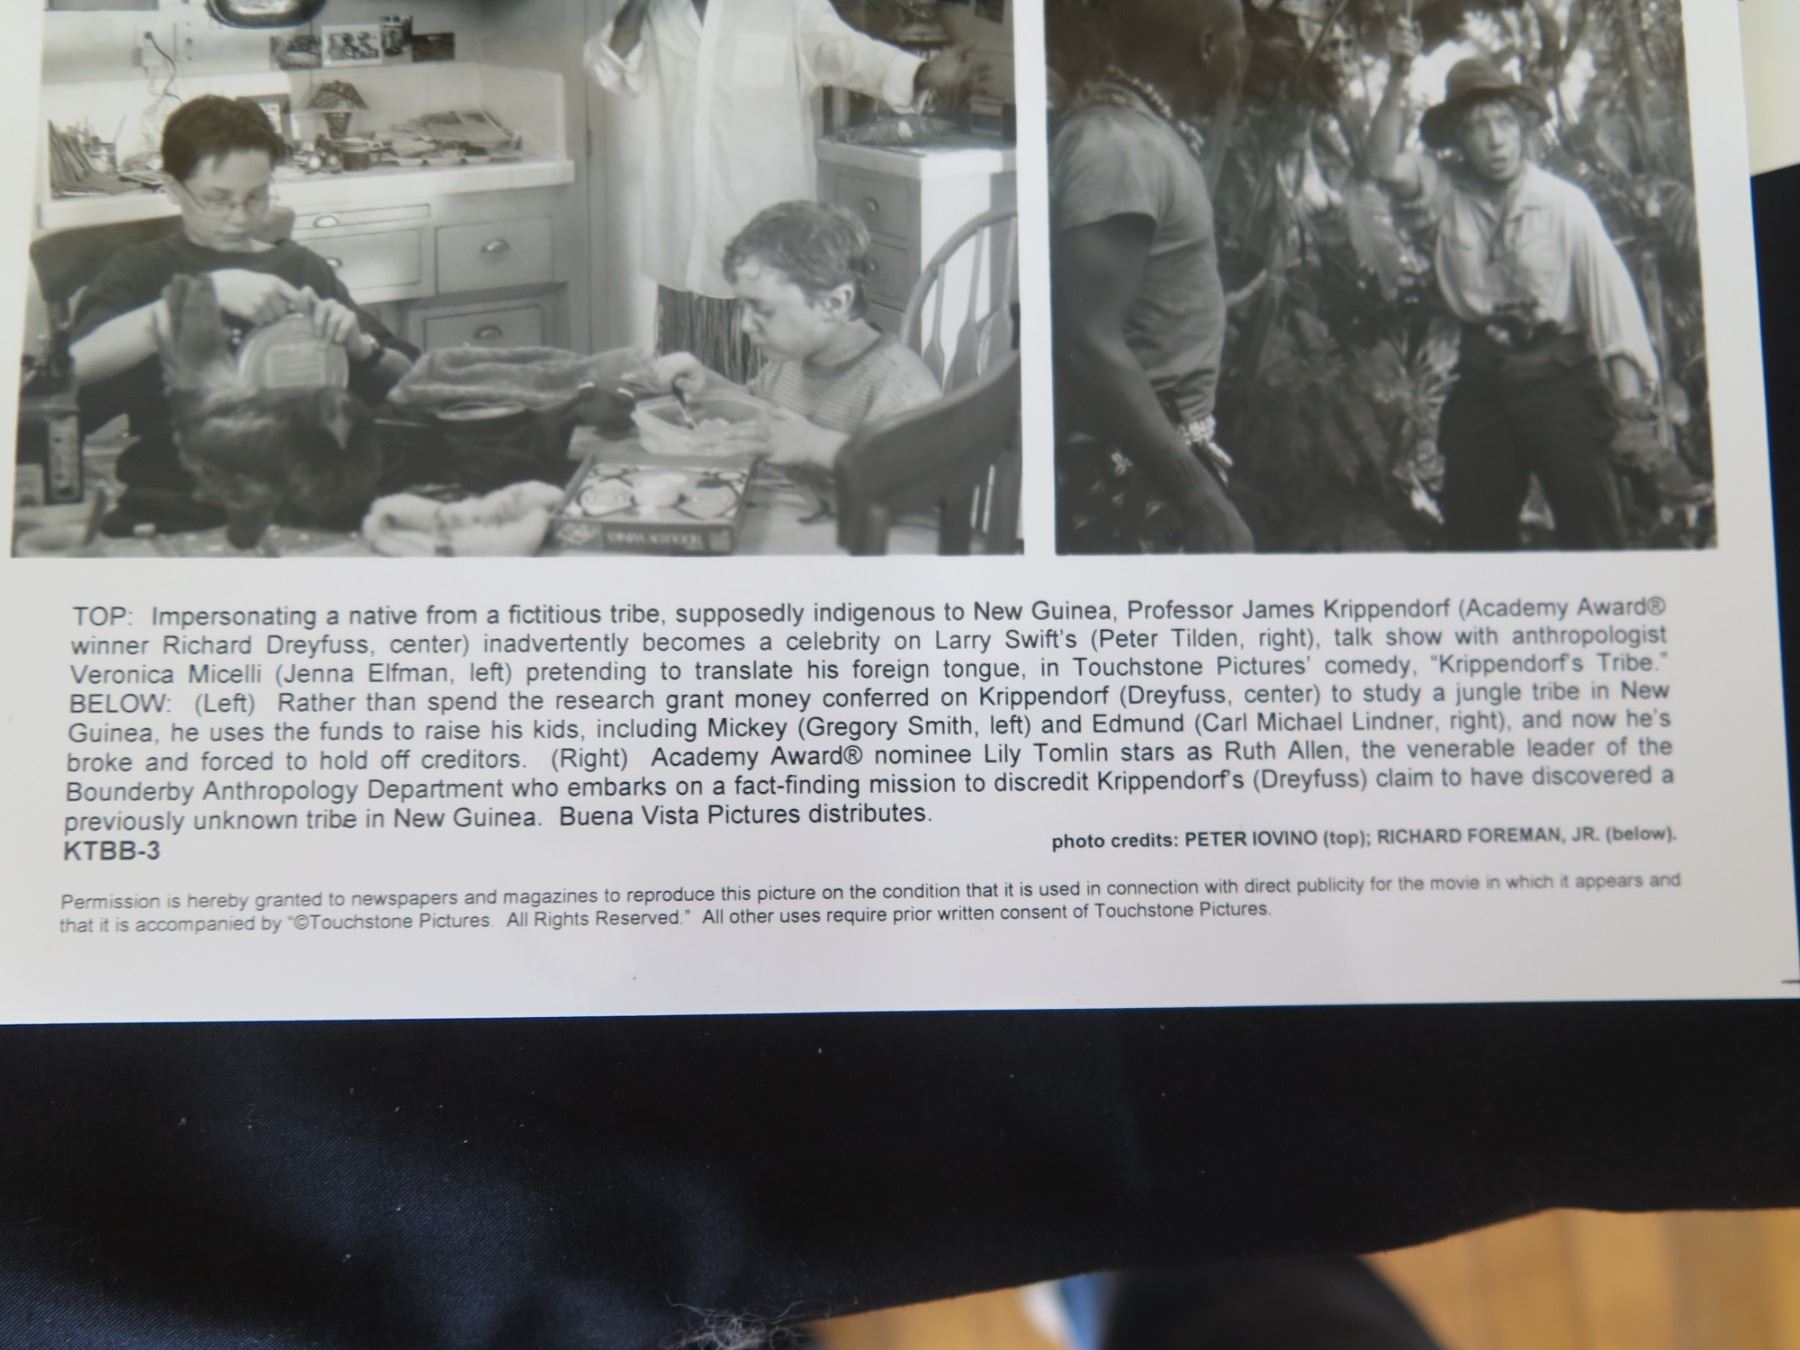 TOP: Impersonating a native from a fictitious tribe, supposedly indigenous to New Guinea, Professor James Krippendorf (Academy Award®
winner Richard Dreyfuss, center) inadvertently becomes a celebrity on Larry Swift's (Peter Tilden, right), talk show with anthropologist
Veronica Micelli (Jenna Elfman, left) pretending to translate his foreign tongue, in Touchstone Pictures' comedy, "Krippendorf's Tribe."
BELOW: (Left) Rather than spend the research grant money conferred on Krippendorf (Dreyfuss, center) to study a jungle tribe in New
Guinea, he uses the funds to raise his kids, including Mickey (Gregory Smith, left) and Edmund (Carl Michael Lindner, right), and now he's
broke and forced to hold off creditors. (Right) Academy Award® nominee Lily Tomlin stars as Ruth Allen, the venerable leader of the
Bounderby Anthropology Department who embarks on a fact-finding mission to discredit Krippendorf's (Dreyfuss) claim to have discovered a
previously unknown tribe in New Guinea. Buena Vista Pictures distributes.
KTBB-3
photo credits: PETER IOVINO (top); RICHARD FOREMAN, JR. (below).
Permission is hereby granted to newspapers and magazines to reproduce this picture on the condition that it is used in connection with direct publicity for the movie in which it appears and
that it is accompanied by "©Touchstone Pictures. All Rights Reserved." All other uses require prior written consent of Touchstone Pictures.